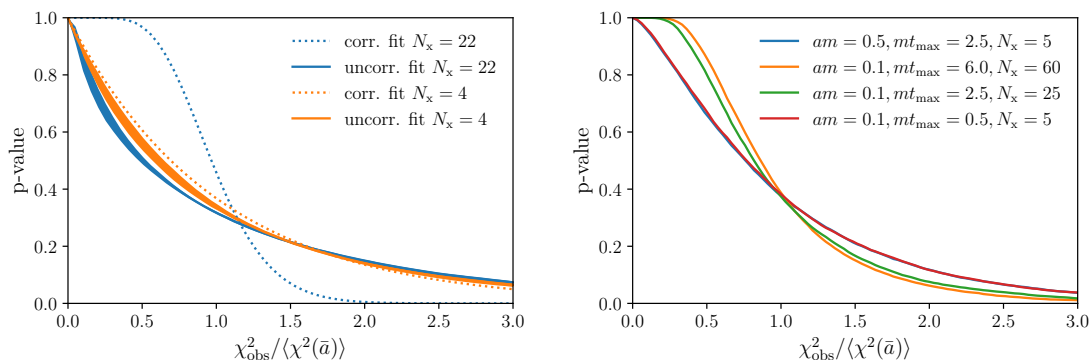 1.0
0.8
0.6
0.4
0.2
0.0
p-value
0.0 0.5 1.0 1.5 2.0 2.5 3.0
χ²_obs/⟨χ²(ā)⟩
corr. fit N_x = 22
uncorr. fit N_x = 22
corr. fit N_x = 4
uncorr. fit N_x = 4
1.0
0.8
0.6
0.4
0.2
0.0
p-value
0.0 0.5 1.0 1.5 2.0 2.5 3.0
χ²_obs/⟨χ²(ā)⟩
am = 0.5, mt_max = 2.5, N_x = 5
am = 0.1, mt_max = 6.0, N_x = 60
am = 0.1, mt_max = 2.5, N_x = 25
am = 0.1, mt_max = 0.5, N_x = 5